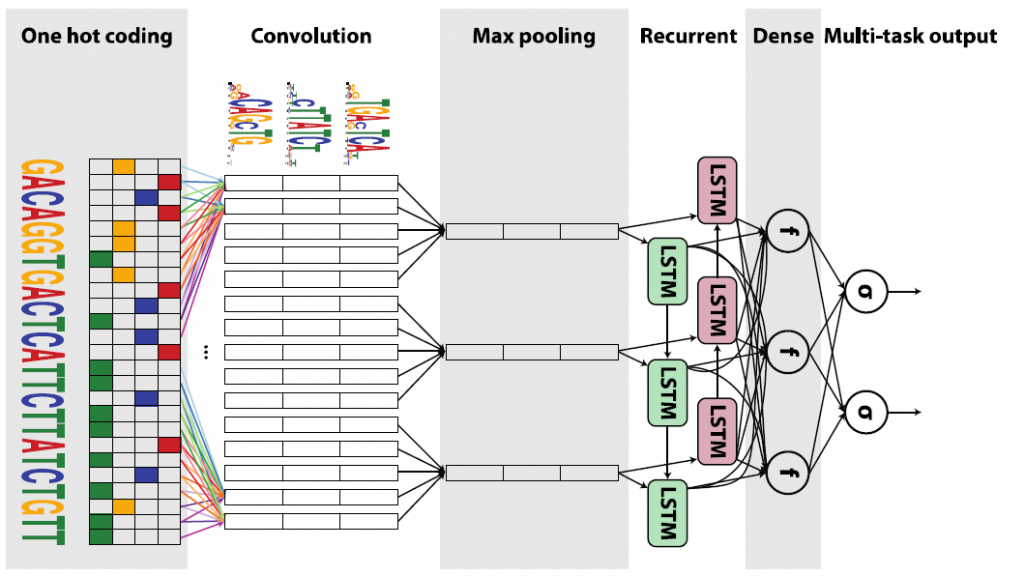 One hot coding
Convolution
Max pooling
Recurrent
Dense
Multi-task output
GACAGGTGACTCATTCTTATCTGTT
...
LSTM
LSTM
LSTM
LSTM
LSTM
LSTM
f
f
f
σ
σ